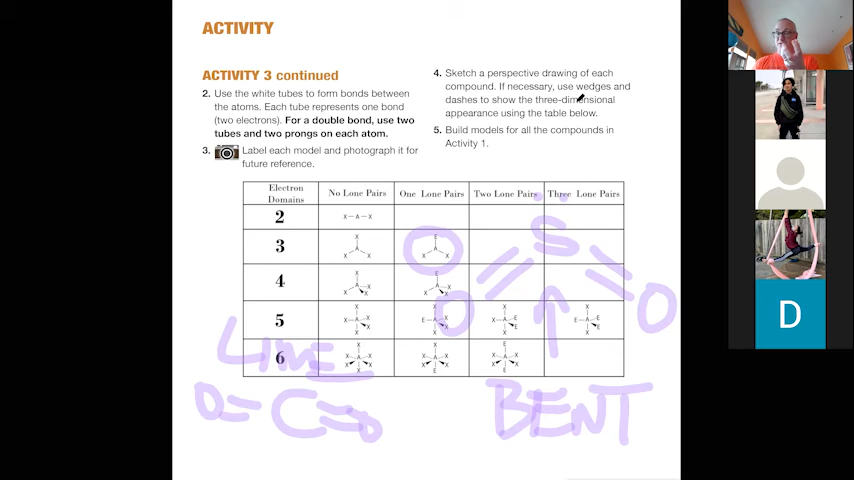 ACTIVITY
ACTIVITY 3 continued
2. Use the white tubes to form bonds between
the atoms. Each tube represents one bond
(two electrons). For a double bond, use two
tubes and two prongs on each atom.
3. Label each model and photograph it for
future reference.
4. Sketch a perspective drawing of each
compound. If necessary, use wedges and
dashes to show the three-dimensional
appearance using the table below.
5. Build models for all the compounds in
Activity 1.
Electron Domains No Lone Pairs One Lone Pairs Two Lone Pairs Three Lone Pairs
2 X—A—X
3 X A X X E A X X
4 X A X X X E A X X
5 X X A X X X X E A X X X X X A E E X X E A E E X
6 X X A X X X X X X A X X X E E X A X X X E
S
O O
LINE
O=C=O
BENT
D